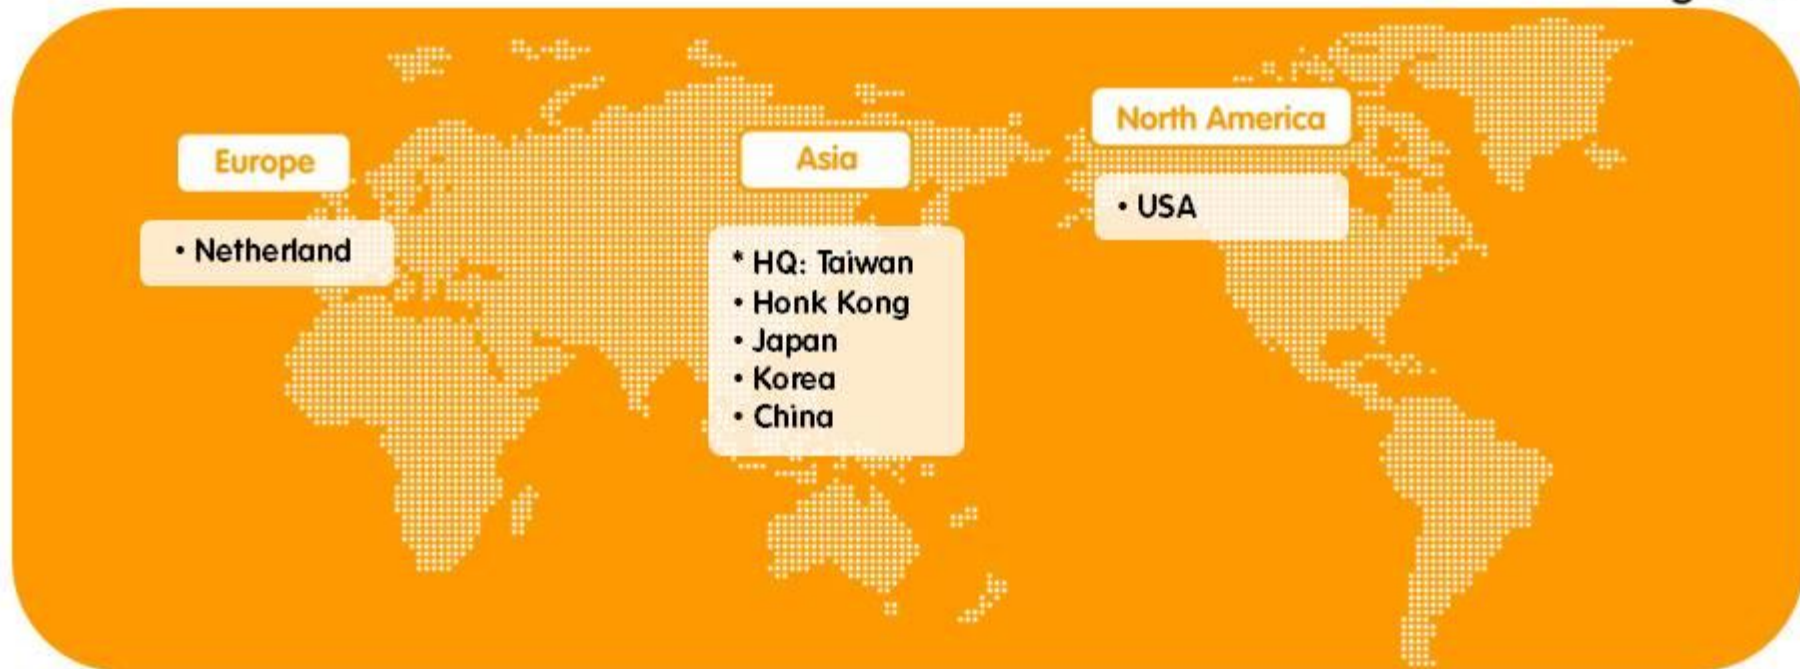 Europe
• Netherland
Asia
* HQ: Taiwan
• Honk Kong
• Japan
• Korea
• China
North America
• USA